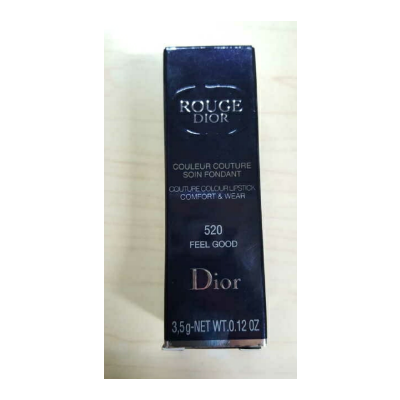 ROUGE
DIOR
COULEUR COUTURE
SOIN FONDANT
COUTURE COLOUR LIPSTICK
COMFORT & WEAR
520
FEEL GOOD
Dior
3,5g-NET WT.0.12 OZ